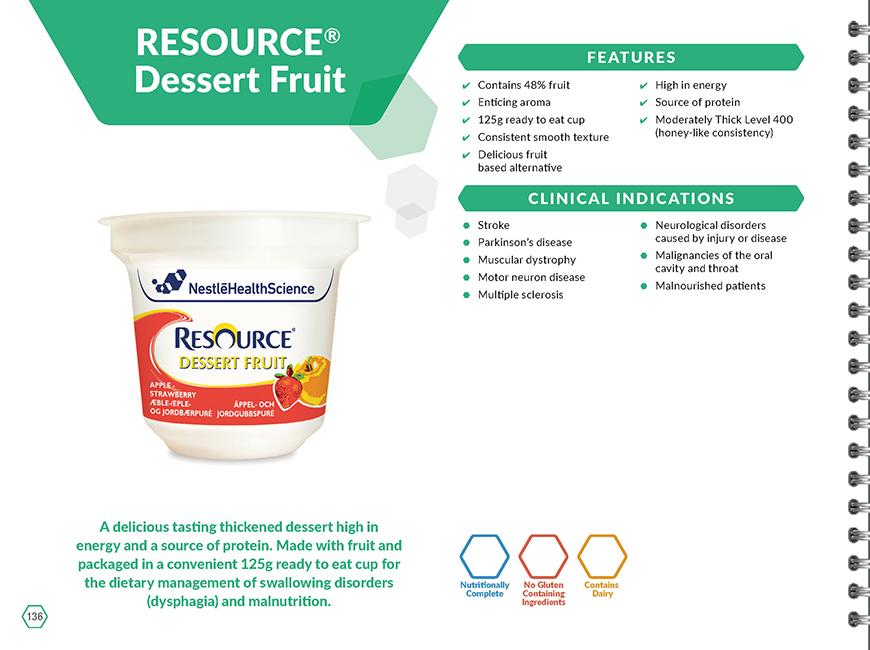 RESOURCE®
Dessert Fruit
FEATURES
✔ Contains 48% fruit
✔ Enticing aroma
✔ 125g ready to eat cup
✔ Consistent smooth texture
✔ Delicious fruit
based alternative
✔ High in energy
✔ Source of protein
✔ Moderately Thick Level 400
(honey-like consistency)
CLINICAL INDICATIONS
Stroke
Parkinson's disease
Muscular dystrophy
Motor neuron disease
Multiple sclerosis
Neurological disorders
caused by injury or disease
Malignancies of the oral
cavity and throat
Malnourished patients
NestléHealthScience
RESOURCE®
DESSERT FRUIT
APPLE -
STRAWBERRY
ÆBLE-/EPLE-
OG JORDBÆRPURÉ
ÄPPEL- OCH
JORDGUBBSPURÉ
A delicious tasting thickened dessert high in
energy and a source of protein. Made with fruit and
packaged in a convenient 125g ready to eat cup for
the dietary management of swallowing disorders
(dysphagia) and malnutrition.
Nutritionally
Complete
No Gluten
Containing
Ingredients
Contains
Dairy
136